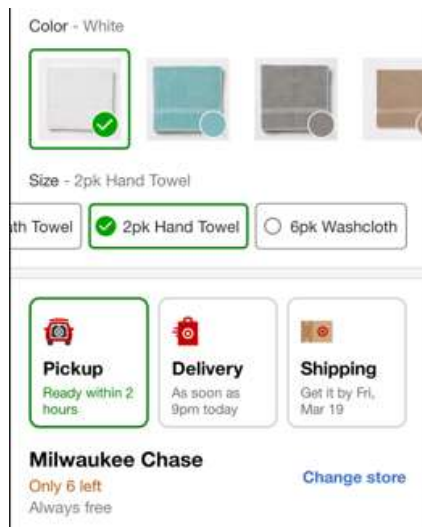 Color - White
Size - 2pk Hand Towel
th Towel
2pk Hand Towel
6pk Washcloth
Pickup
Ready within 2
hours
Delivery
As soon as
9pm today
Shipping
Get it by Fri,
Mar 19
Milwaukee Chase
Change store
Only 6 left
Always free